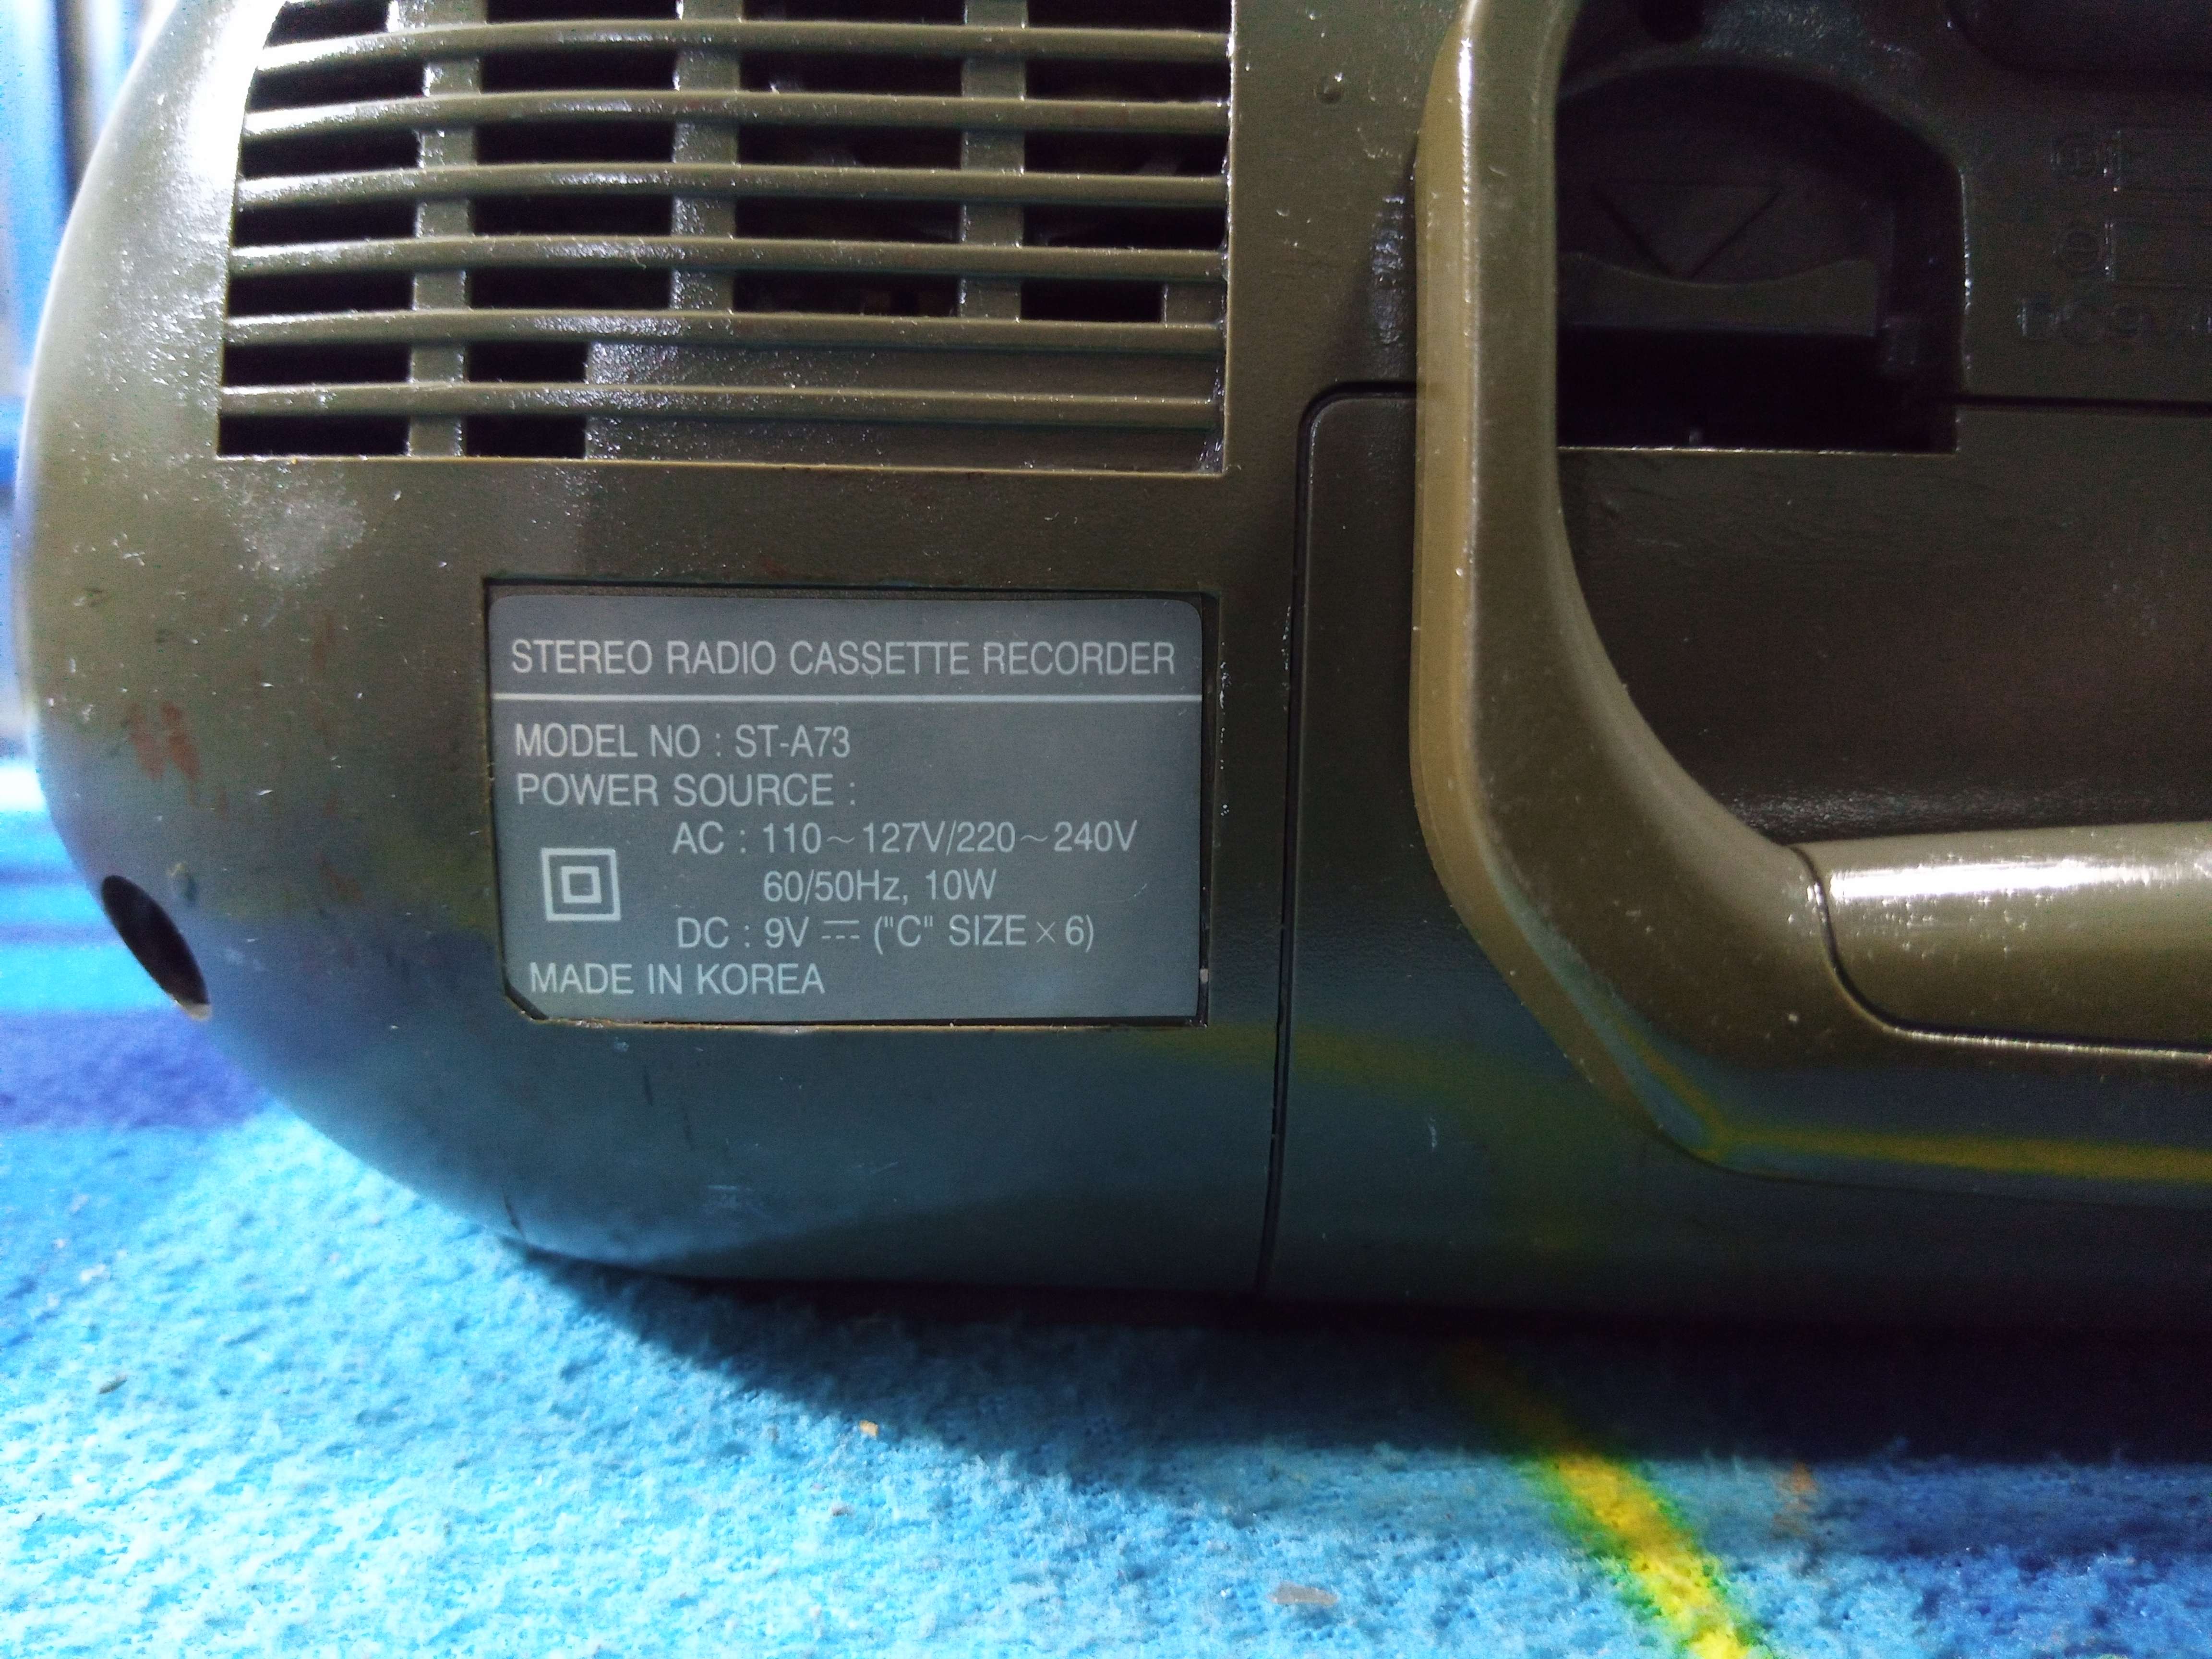 STEREO RADIO CASSETTE RECORDER
MODEL NO : ST-A73
POWER SOURCE :
AC : 110～127V/220～240V
60/50Hz, 10W
DC : 9V ⎓ ("C" SIZE × 6)
MADE IN KOREA